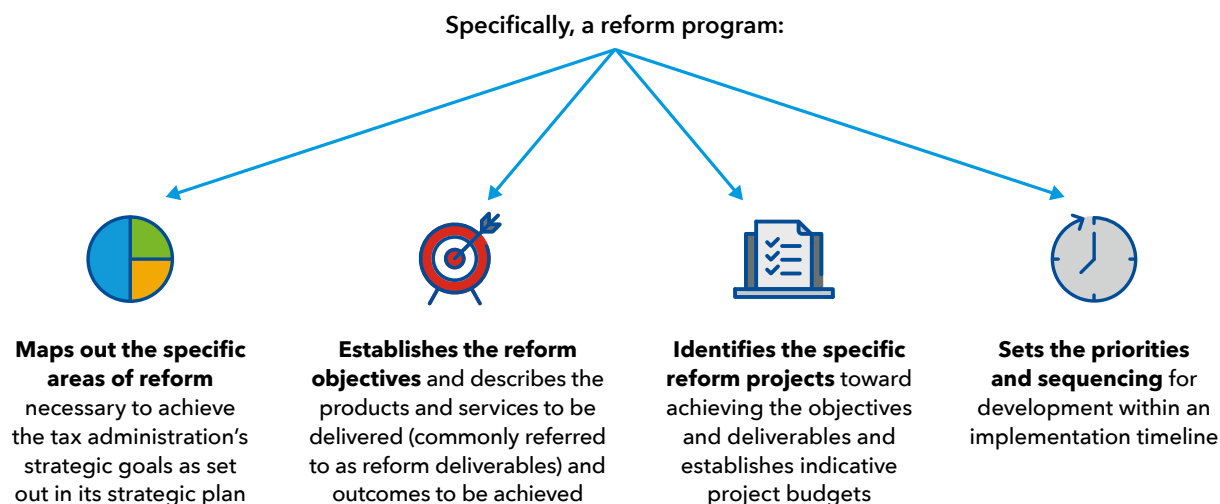 Specifically, a reform program:
Maps out the specific
areas of reform
necessary to achieve
the tax administration's
strategic goals as set
out in its strategic plan
Establishes the reform
objectives and describes the
products and services to be
delivered (commonly referred
to as reform deliverables) and
outcomes to be achieved
Identifies the specific
reform projects toward
achieving the objectives
and deliverables and
establishes indicative
project budgets
Sets the priorities
and sequencing for
development within an
implementation timeline